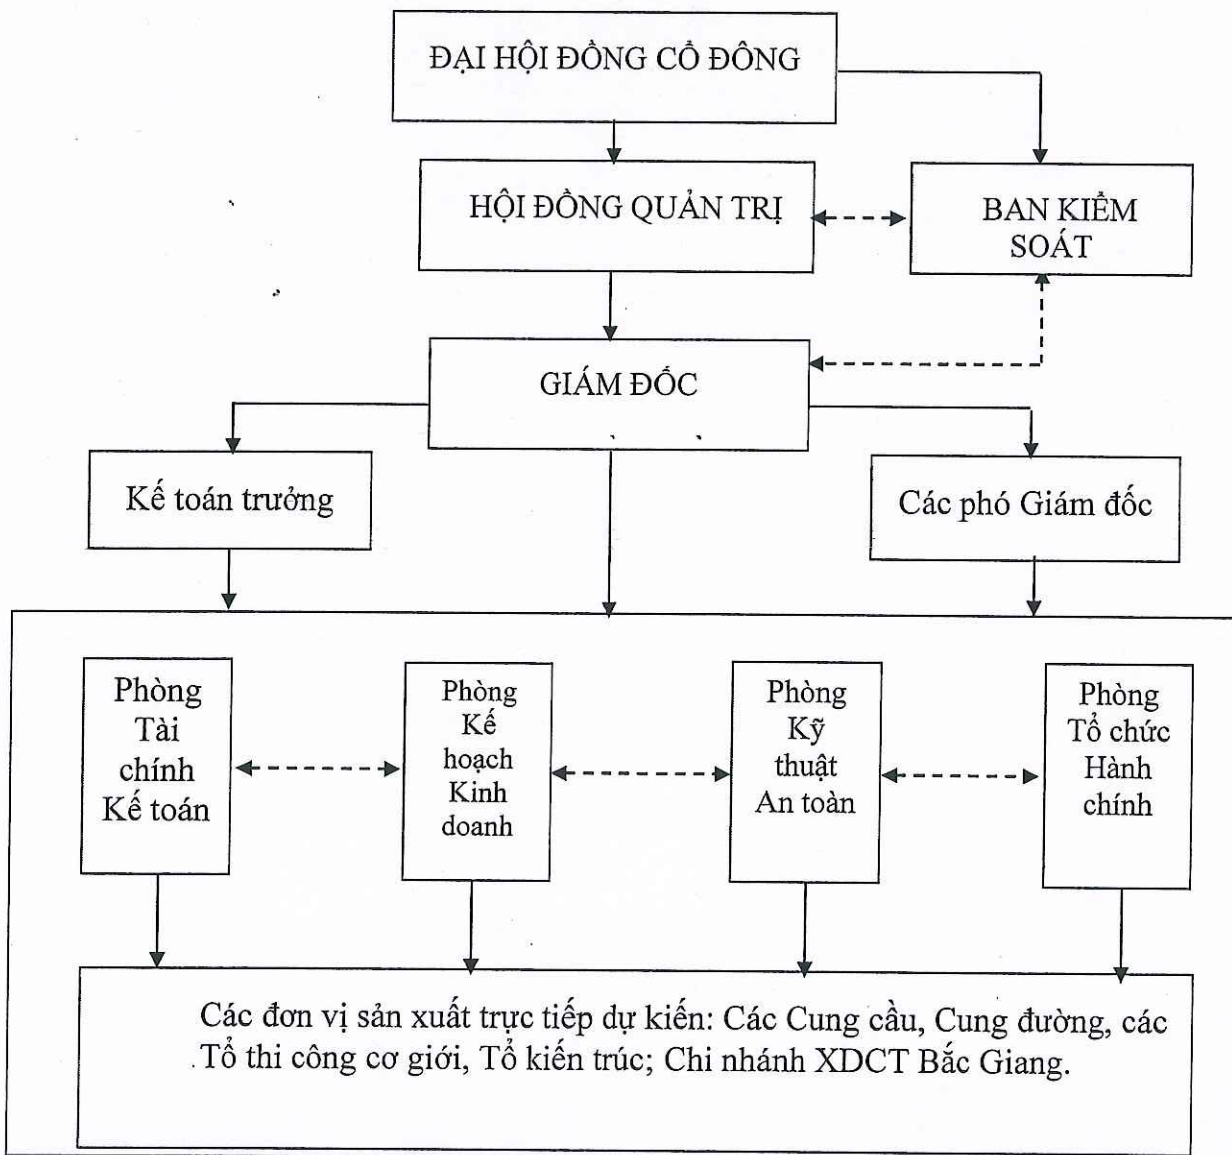 ĐẠI HỘI ĐỒNG CỔ ĐÔNG
HỘI ĐỒNG QUẢN TRỊ
BAN KIỂM
SOÁT
GIÁM ĐỐC
Kế toán trưởng
Các phó Giám đốc
Phòng
Tài
chính
Kế toán
Phòng
Kế
hoạch
Kinh
doanh
Phòng
Kỹ
thuật
An toàn
Phòng
Tổ chức
Hành
chính
Các đơn vị sản xuất trực tiếp dự kiến: Các Cung cầu, Cung đường, các
Tổ thi công cơ giới, Tổ kiến trúc; Chi nhánh XDCT Bắc Giang.